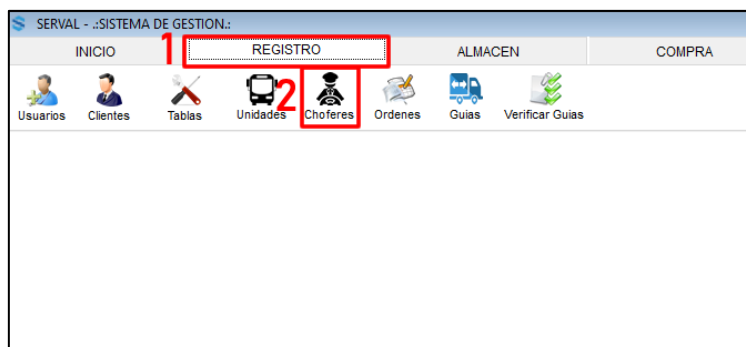 SERVAL - .:SISTEMA DE GESTION.:
INICIO 1 REGISTRO ALMACEN COMPRA
2
Usuarios Clientes Tablas Unidades Choferes Ordenes Guias Verificar Guias